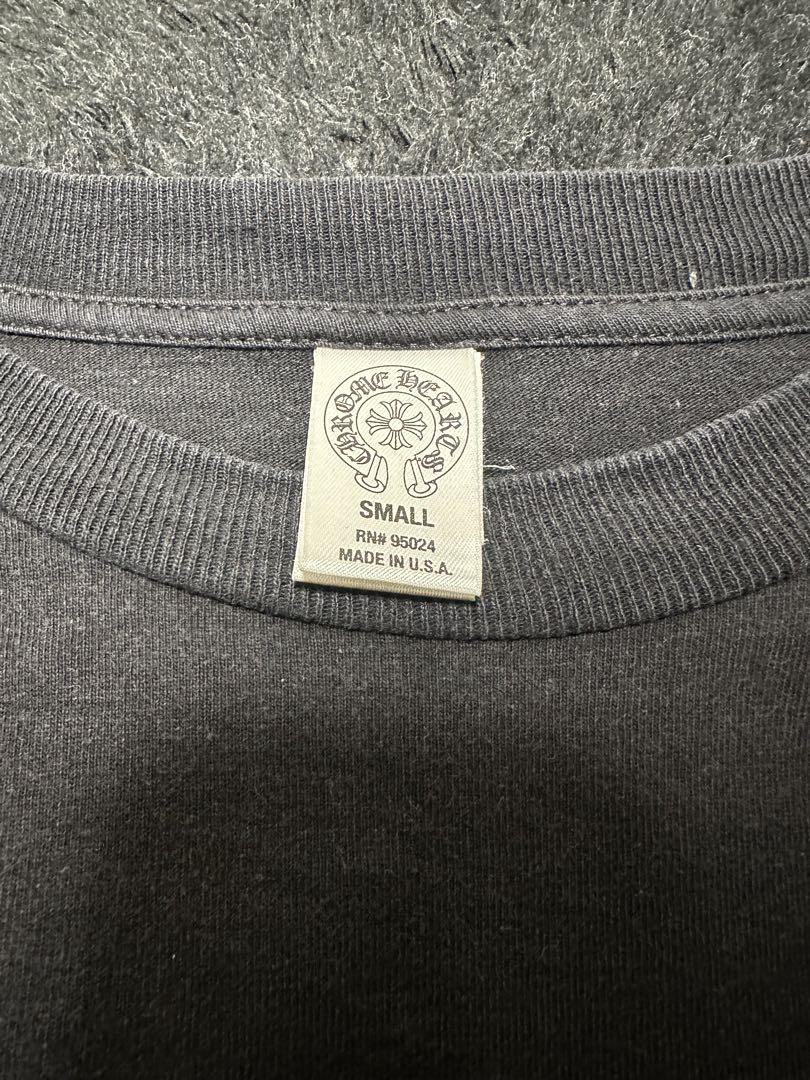 CHROME HEARTS
SMALL
RN# 95024
MADE IN U.S.A.